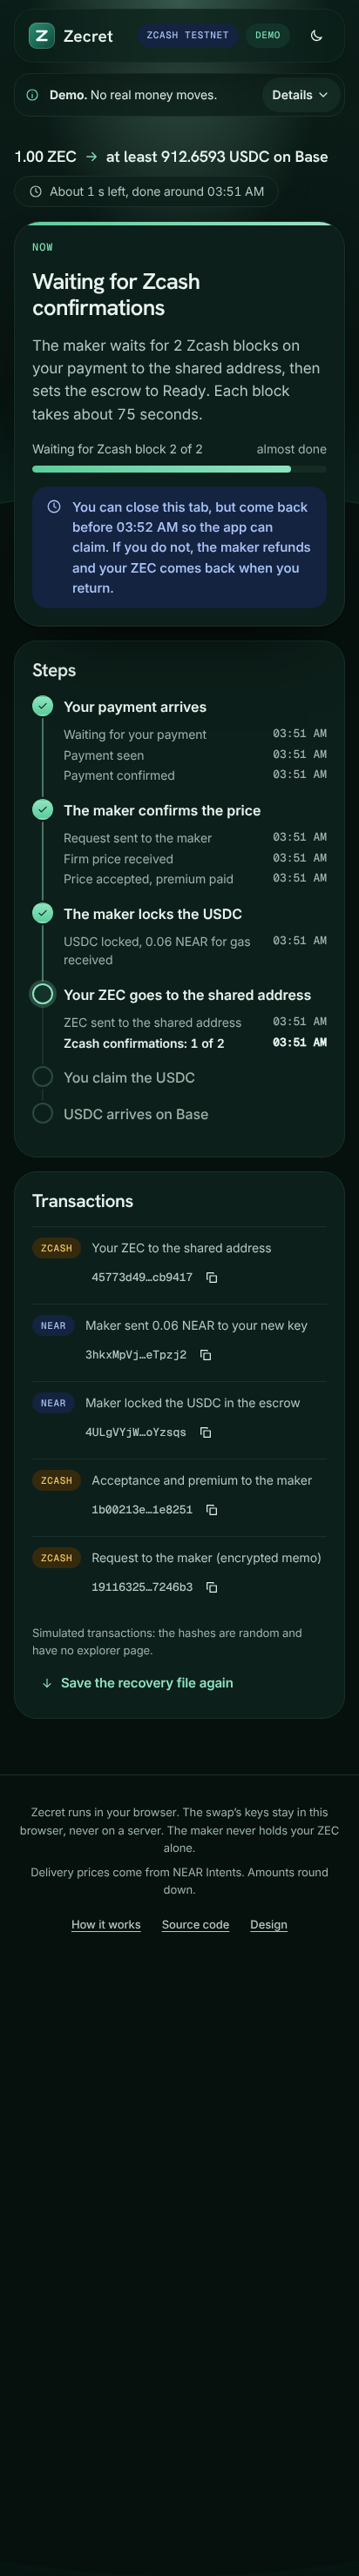 Zecret
ZCASH TESTNET
DEMO
Demo. No real money moves.
Details
1.00 ZEC → at least 912.6593 USDC on Base
About 1 s left, done around 03:51 AM
NOW
Waiting for Zcash
confirmations
The maker waits for 2 Zcash blocks on
your payment to the shared address, then
sets the escrow to Ready. Each block
takes about 75 seconds.
Waiting for Zcash block 2 of 2 almost done
You can close this tab, but come back
before 03:52 AM so the app can
claim. If you do not, the maker refunds
and your ZEC comes back when you
return.
Steps
Your payment arrives
Waiting for your payment 03:51 AM
Payment seen 03:51 AM
Payment confirmed 03:51 AM
The maker confirms the price
Request sent to the maker 03:51 AM
Firm price received 03:51 AM
Price accepted, premium paid 03:51 AM
The maker locks the USDC
USDC locked, 0.06 NEAR for gas 03:51 AM
received
Your ZEC goes to the shared address
ZEC sent to the shared address 03:51 AM
Zcash confirmations: 1 of 2 03:51 AM
You claim the USDC
USDC arrives on Base
Transactions
ZCASH Your ZEC to the shared address
45773d49…cb9417
NEAR Maker sent 0.06 NEAR to your new key
3hkxMpVj…eTpzj2
NEAR Maker locked the USDC in the escrow
4ULgVYjW…oYzsqs
ZCASH Acceptance and premium to the maker
1b00213e…1e8251
ZCASH Request to the maker (encrypted memo)
19116325…7246b3
Simulated transactions: the hashes are random and
have no explorer page.
Save the recovery file again
Zecret runs in your browser. The swap's keys stay in this
browser, never on a server. The maker never holds your ZEC
alone.
Delivery prices come from NEAR Intents. Amounts round
down.
How it works Source code Design